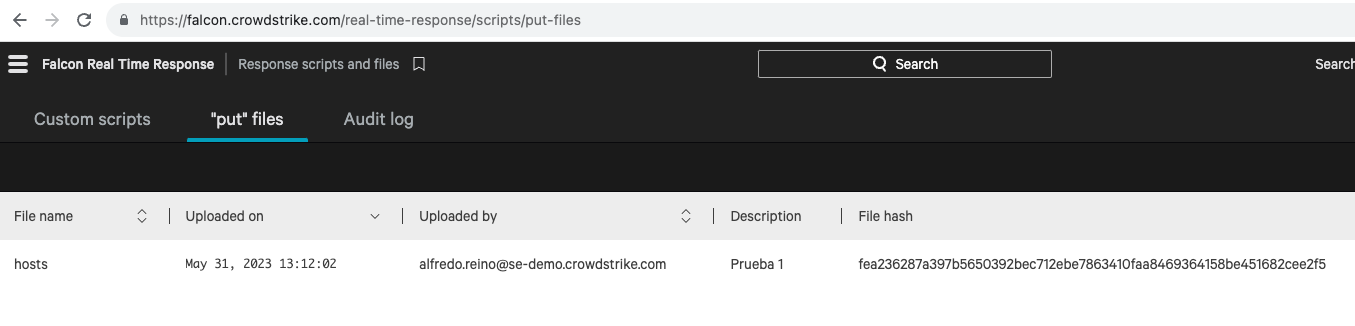 https://falcon.crowdstrike.com/real-time-response/scripts/put-files
Falcon Real Time Response Response scripts and files Search Search
Custom scripts "put" files Audit log
File name Uploaded on Uploaded by Description File hash
hosts May 31, 2023 13:12:02 alfredo.reino@se-demo.crowdstrike.com Prueba 1 fea236287a397b5650392bec712ebe7863410faa8469364158be451682cee2f5